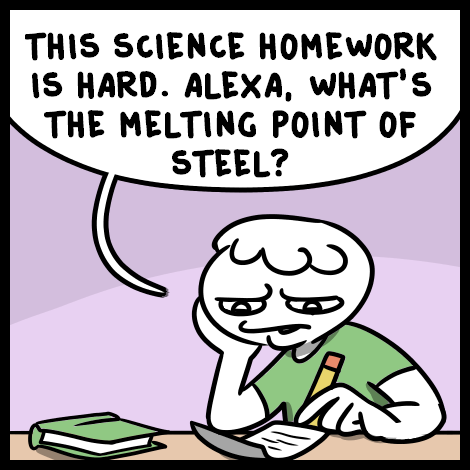 THIS SCIENCE HOMEWORK
IS HARD. ALEXA, WHAT'S
THE MELTING POINT OF
STEEL?